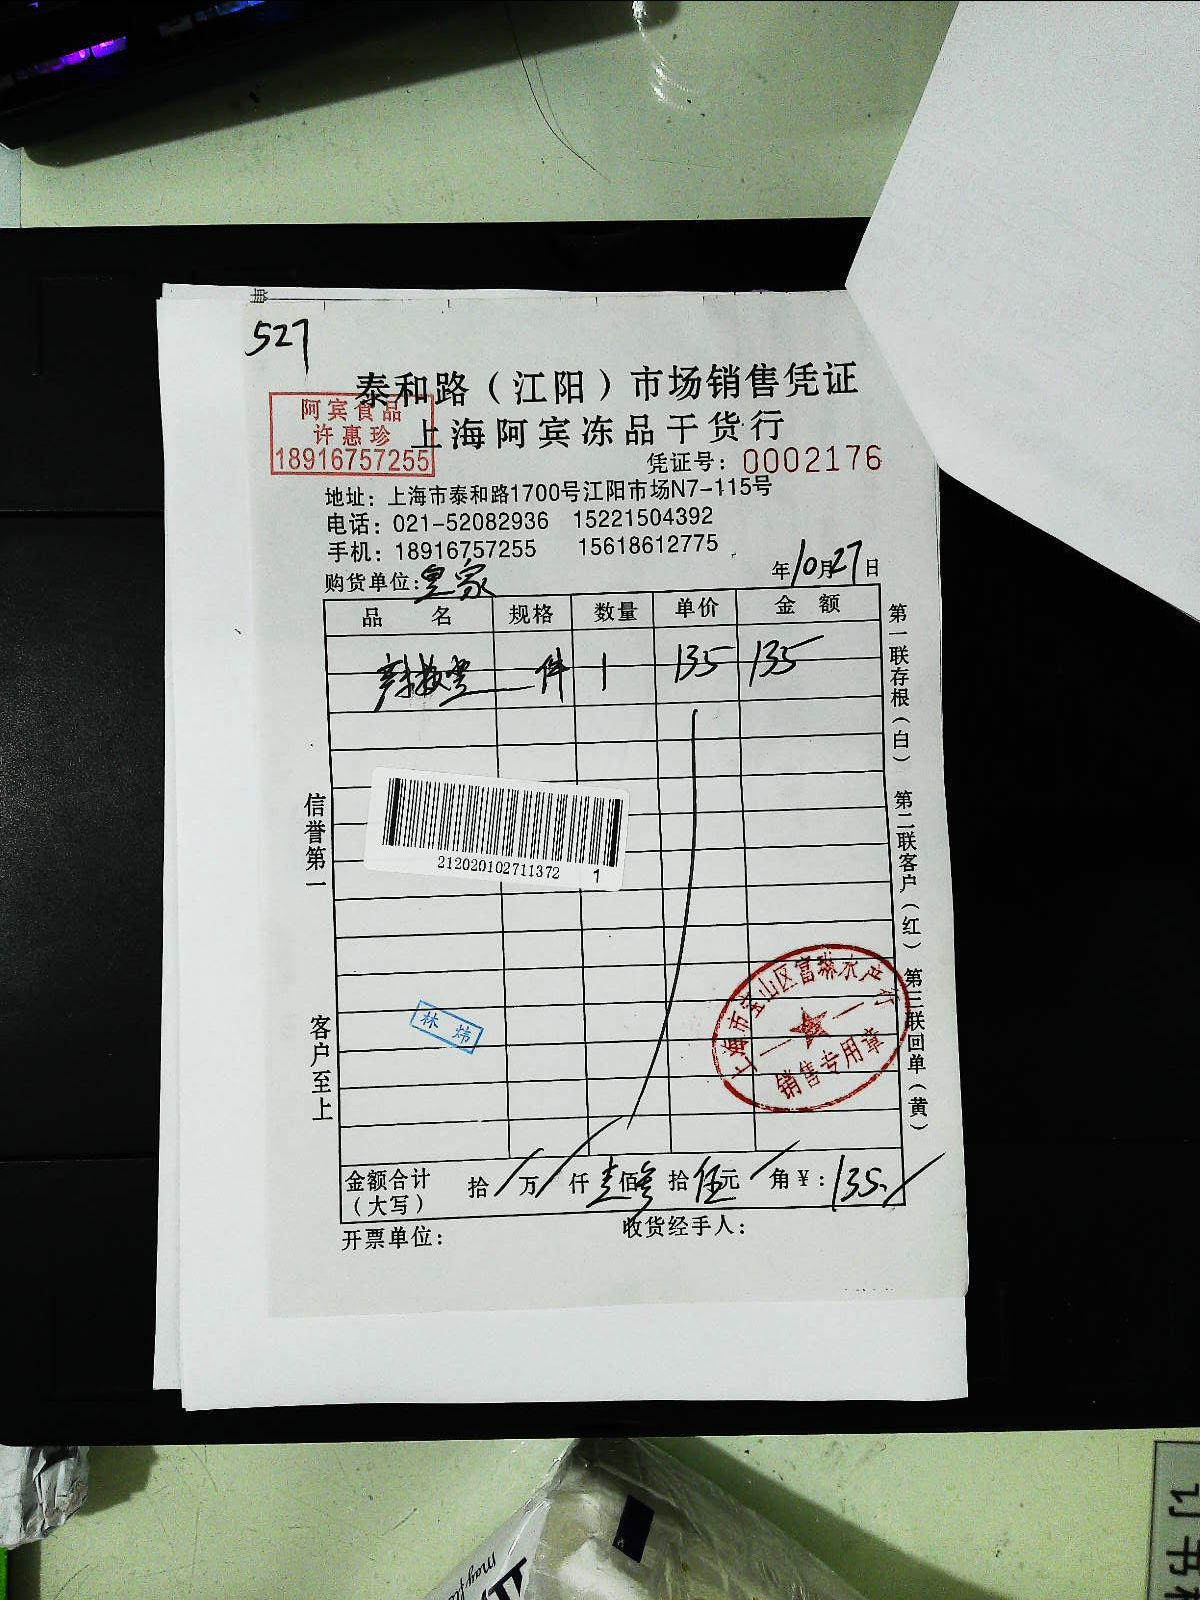 527
泰和路（江阳）市场销售凭证
阿宾食品
许惠珍
18916757255
上海阿宾冻品干货行
凭证号：0002176
地址：上海市泰和路1700号江阳市场N7-115号
电话：021-52082936 15221504392
手机：18916757255 15618612775
购货单位：皇家 年10月27日
品名 规格 数量 单价 金额
件 1 135 135
212020102711372 1
信誉第一
客户至上
第一联存根（白） 第二联客户（红） 第三联回单（黄）
林炜
上海市宝山区富琳水产行
销售专用章
金额合计（大写） 拾 万 仟 壹佰叁拾伍元 角 ¥：135.
开票单位： 收货经手人：
订书